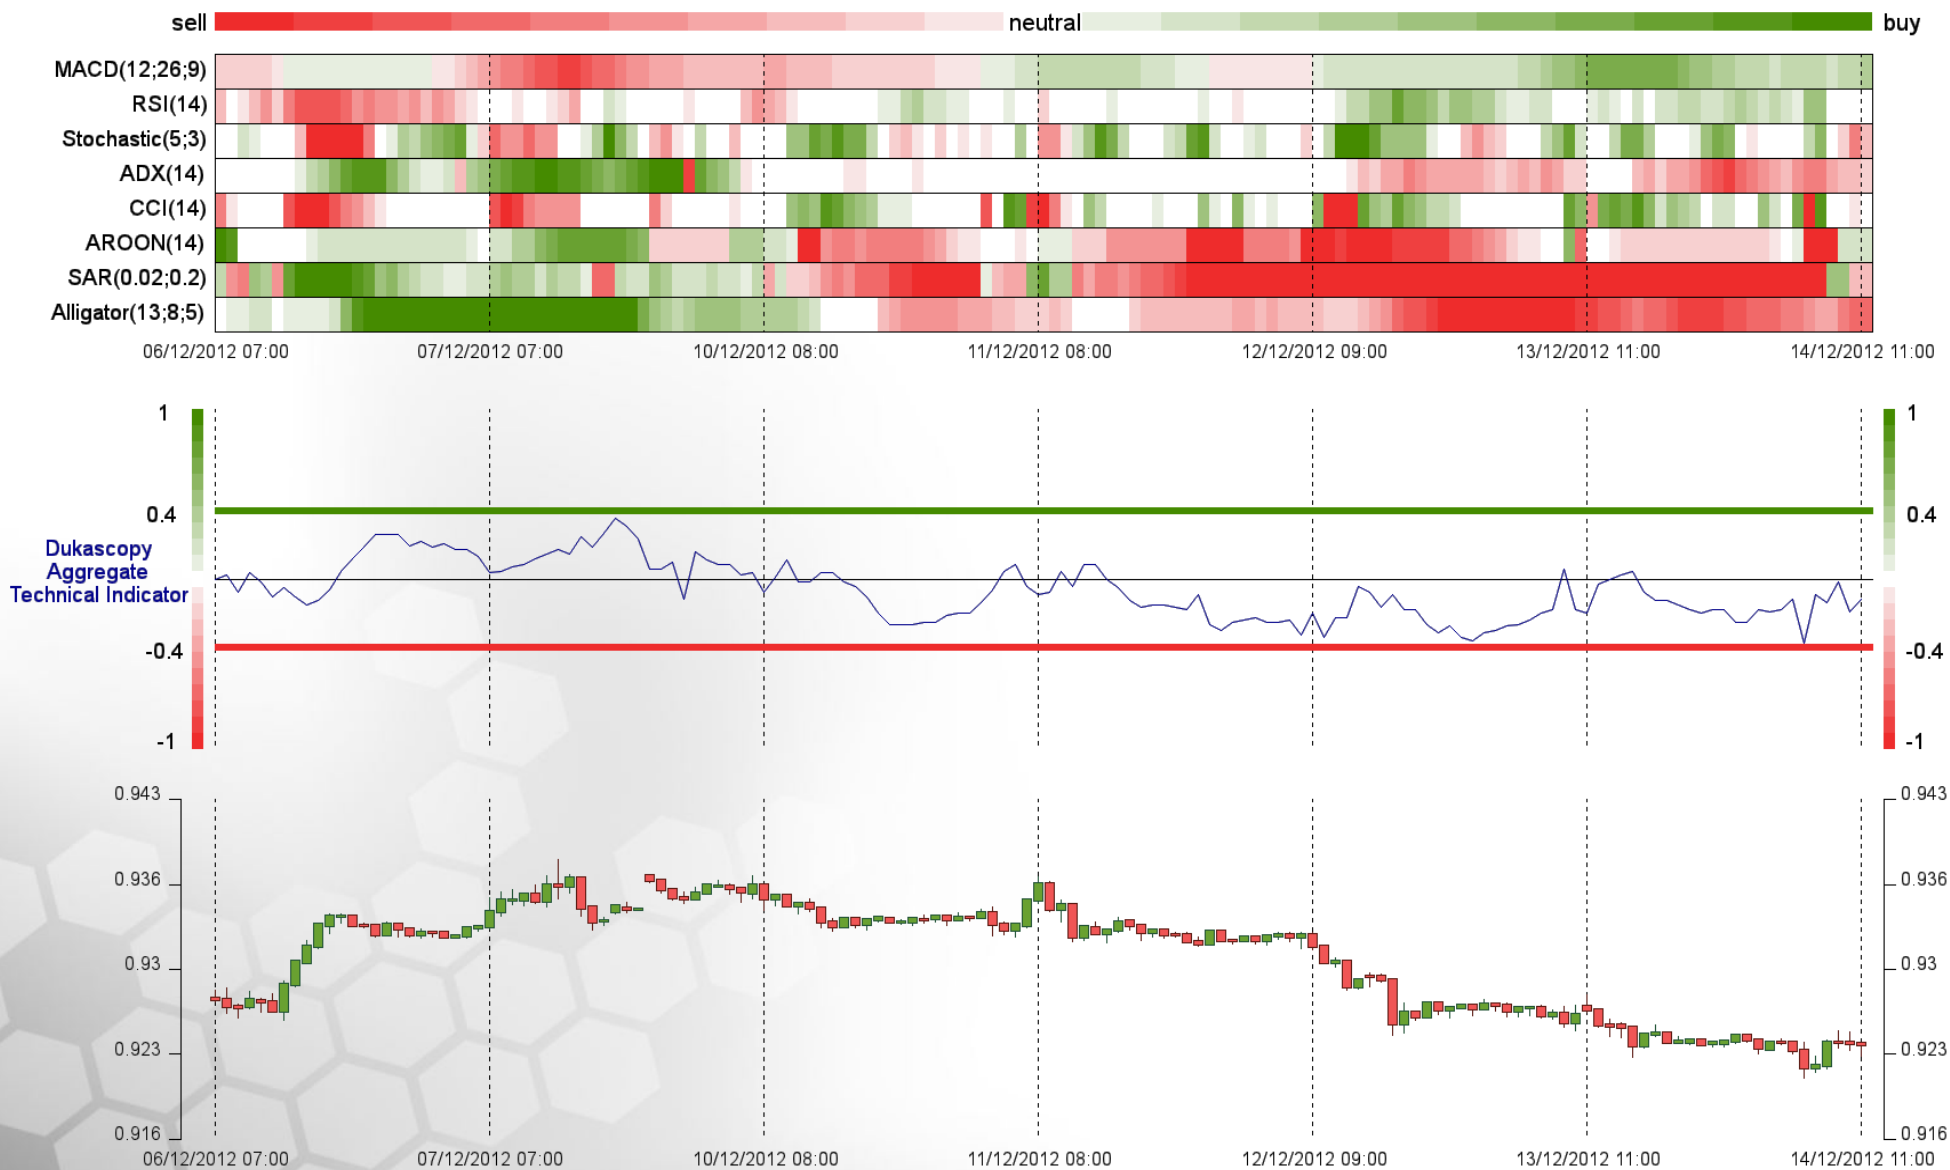 sell neutral buy
MACD(12;26;9)
RSI(14)
Stochastic(5;3)
ADX(14)
CCI(14)
AROON(14)
SAR(0.02;0.2)
Alligator(13;8;5)
06/12/2012 07:00 07/12/2012 07:00 10/12/2012 08:00 11/12/2012 08:00 12/12/2012 09:00 13/12/2012 11:00 14/12/2012 11:00
1 1
0.4 0.4
Dukascopy
Aggregate
Technical Indicator
-0.4 -0.4
-1 -1
0.943 0.943
0.936 0.936
0.93 0.93
0.923 0.923
0.916 0.916
06/12/2012 07:00 07/12/2012 07:00 10/12/2012 08:00 11/12/2012 08:00 12/12/2012 09:00 13/12/2012 11:00 14/12/2012 11:00